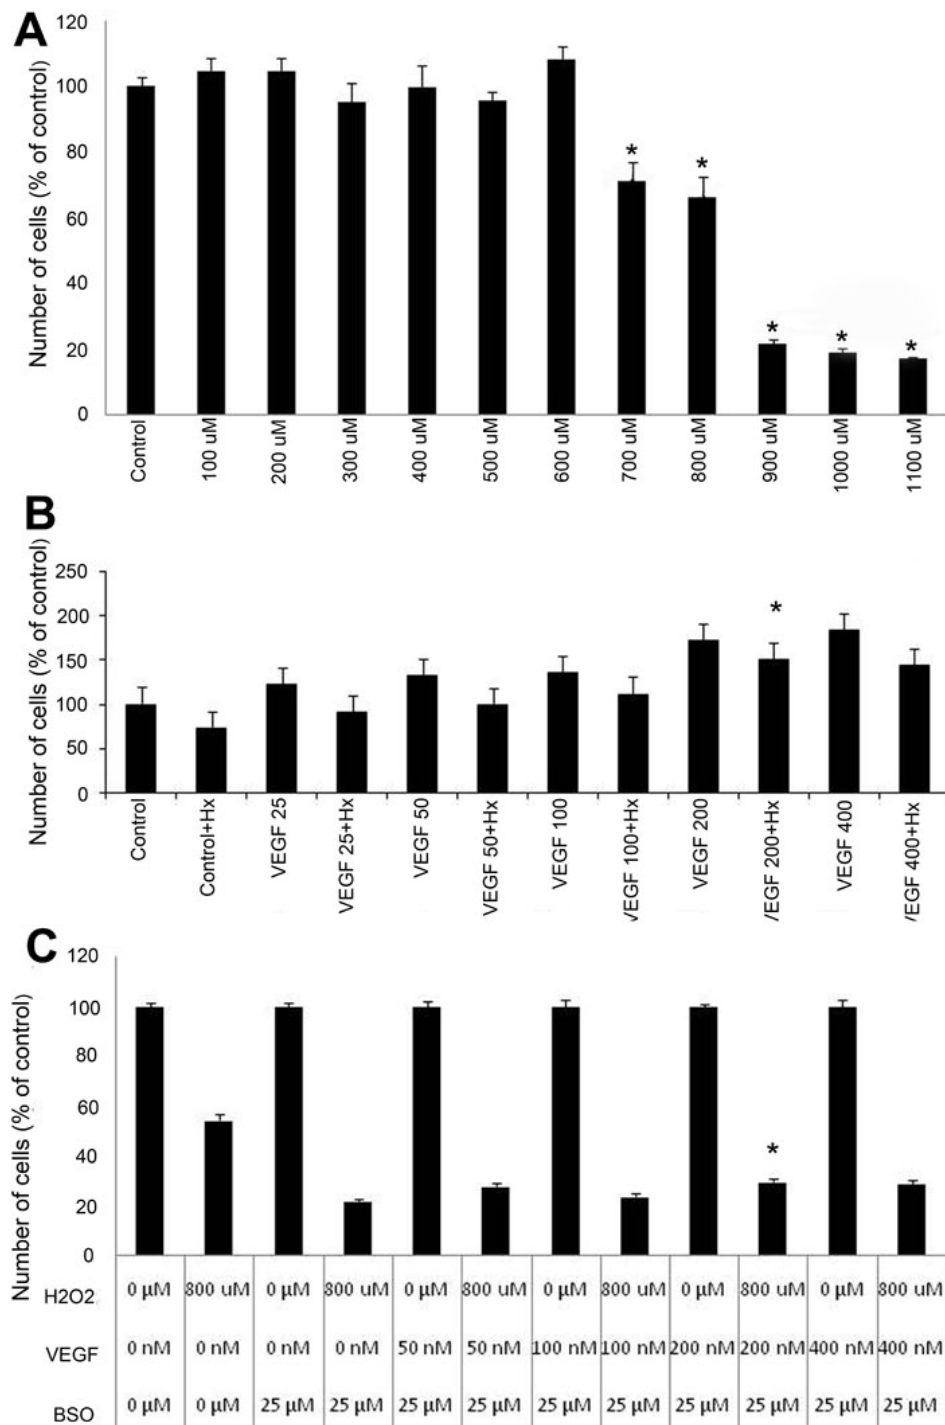 A
Number of cells (% of control)
120
100
80
60
40
20
0
*
*
*
*
*
Control
100 uM
200 uM
300 uM
400 uM
500 uM
600 uM
700 uM
800 uM
900 uM
1000 uM
1100 uM
B
Number of cells (% of control)
250
200
150
100
50
0
*
Control
Control+Hx
VEGF 25
VEGF 25+Hx
VEGF 50
VEGF 50+Hx
VEGF 100
VEGF 100+Hx
VEGF 200
VEGF 200+Hx
VEGF 400
VEGF 400+Hx
C
Number of cells (% of control)
120
100
80
60
40
20
0
*
H2O2 0 µM 800 uM 0 µM 800 uM 0 µM 800 uM 0 µM 800 uM 0 µM 800 uM 0 µM 800 uM
VEGF 0 nM 0 nM 0 nM 0 nM 50 nM 50 nM 100 nM 100 nM 200 nM 200 nM 400 nM 400 nM
BSO 0 µM 0 µM 25 µM 25 µM 25 µM 25 µM 25 µM 25 µM 25 µM 25 µM 25 µM 25 µM